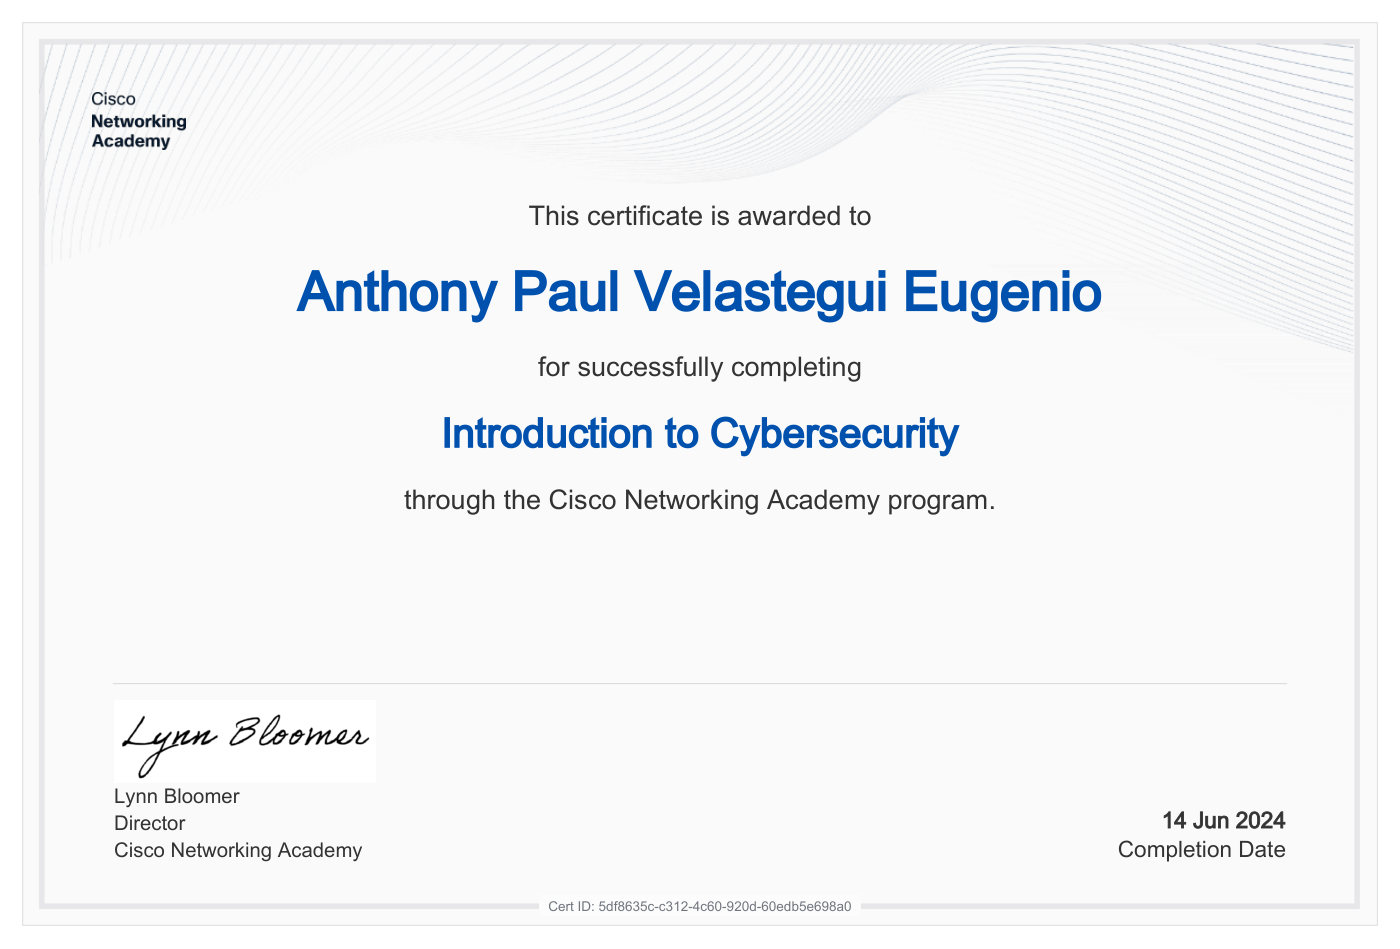 Cisco
Networking
Academy
This certificate is awarded to
Anthony Paul Velastegui Eugenio
for successfully completing
Introduction to Cybersecurity
through the Cisco Networking Academy program.
Lynn Bloomer
Lynn Bloomer
Director
Cisco Networking Academy
14 Jun 2024
Completion Date
Cert ID: 5df8635c-c312-4c60-920d-60edb5e698a0